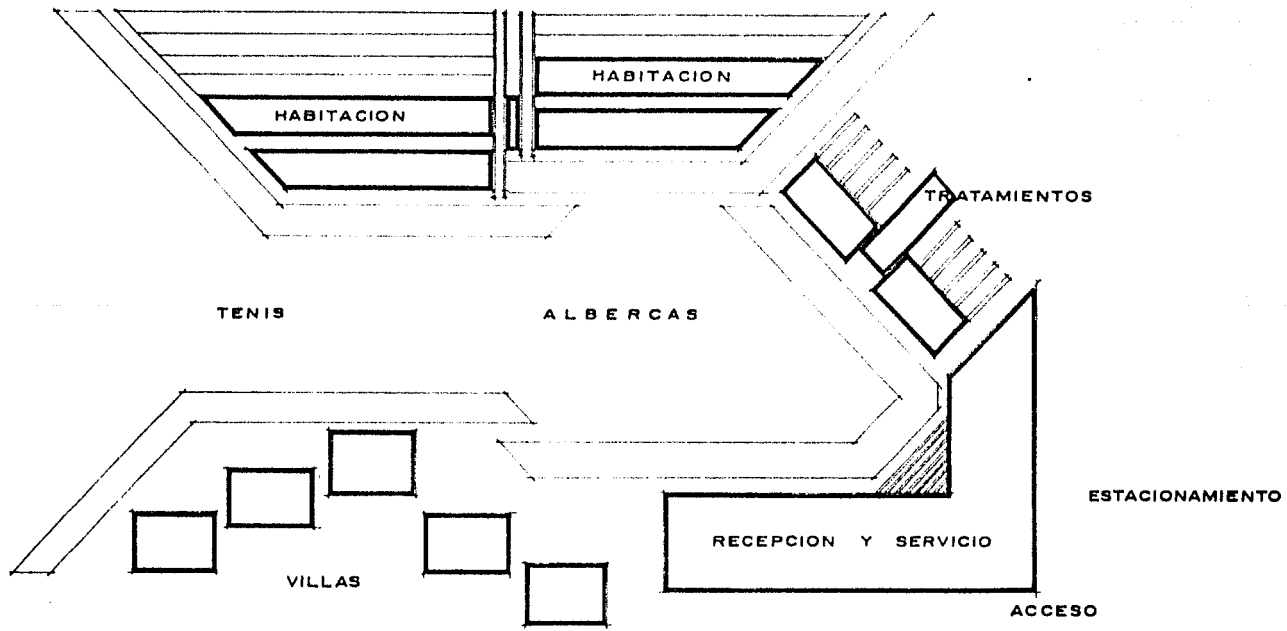 HABITACION
HABITACION
TRATAMIENTOS
TENIS
ALBERCAS
ESTACIONAMIENTO
RECEPCION Y SERVICIO
VILLAS
ACCESO